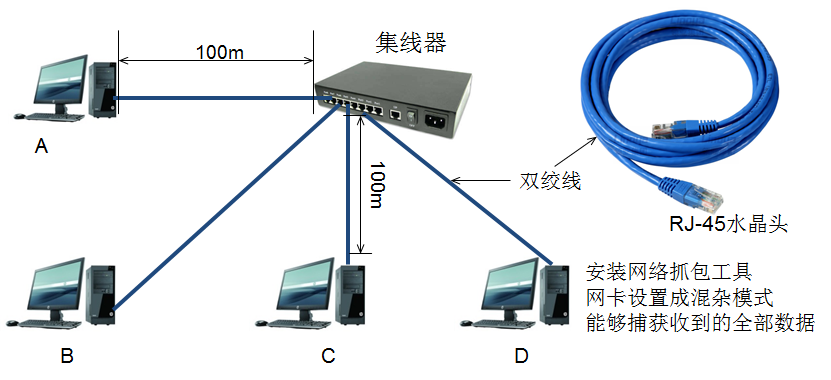 集线器
100m
A
100m
双绞线
RJ-45水晶头
安装网络抓包工具
网卡设置成混杂模式
能够捕获收到的全部数据
B
C
D